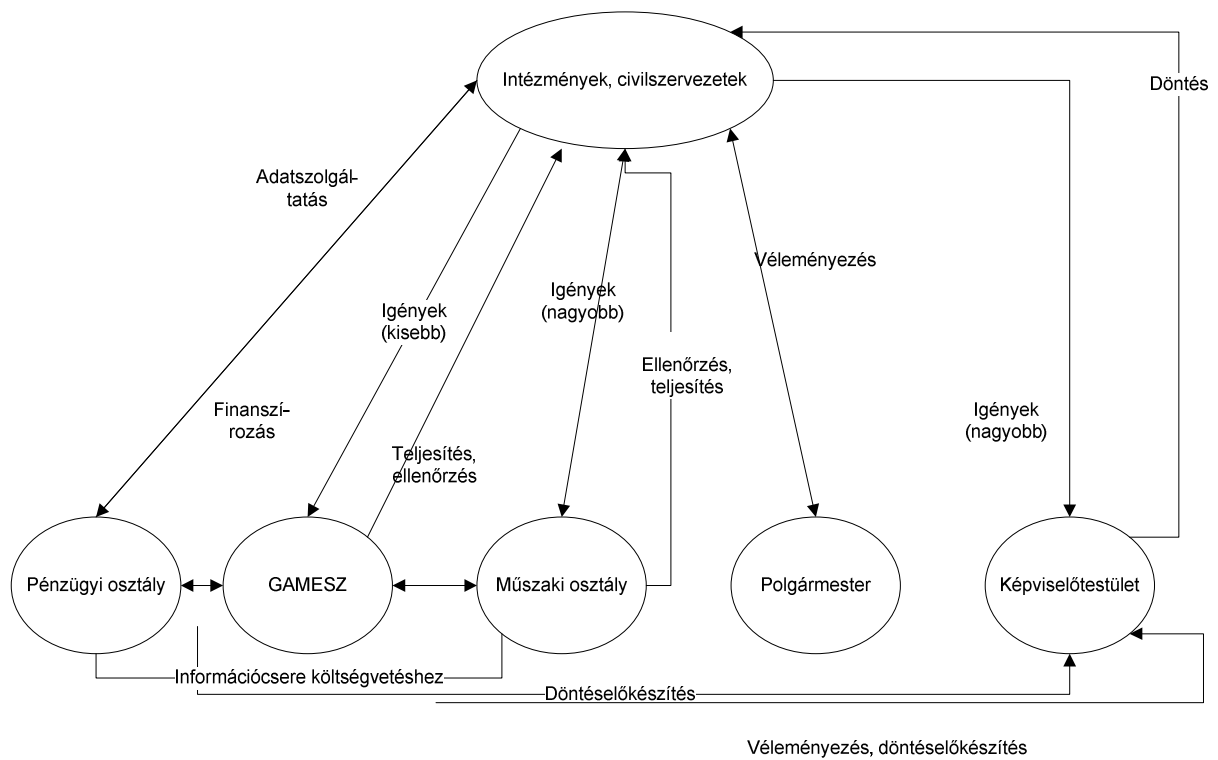 Intézmények, civilszervezetek
Döntés
Adatszolgál-
tatás
Véleményezés
Igények
(nagyobb)
Igények
(kisebb)
Ellenőrzés,
teljesítés
Finanszí-
rozás
Igények
(nagyobb)
Teljesítés,
ellenőrzés
Pénzügyi osztály
GAMESZ
Műszaki osztály
Polgármester
Képviselőtestület
Információcsere költségvetéshez
Döntéselőkészítés
Véleményezés, döntéselőkészítés